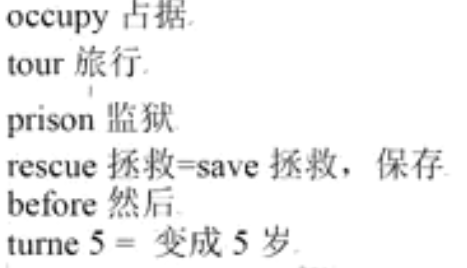 occupy 占据
tour 旅行
prison 监狱
rescue 拯救=save 拯救，保存
before 然后
turne 5 = 变成 5 岁